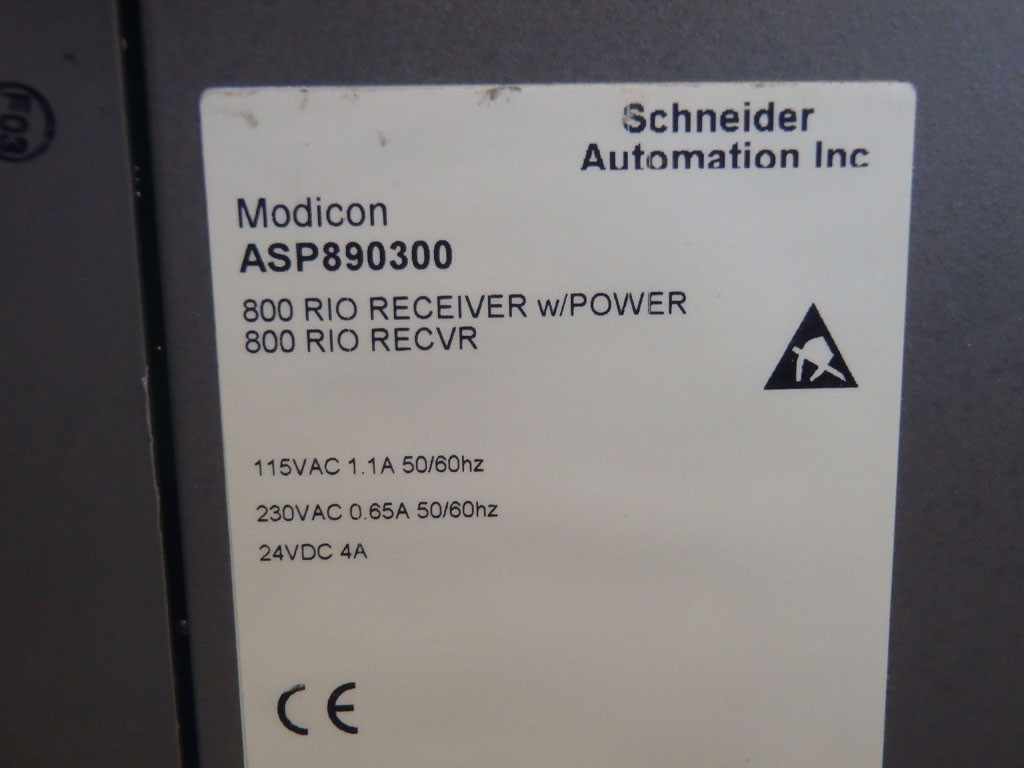 F03
Schneider
Automation Inc
Modicon
ASP890300
800 RIO RECEIVER w/POWER
800 RIO RECVR
115VAC 1.1A 50/60hz
230VAC 0.65A 50/60hz
24VDC 4A
CE